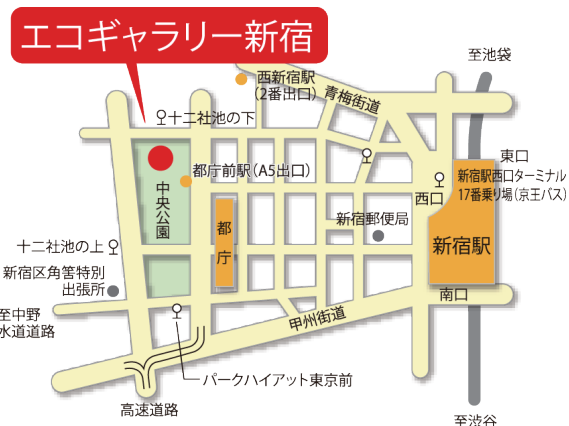 エコギャラリー新宿
至池袋
西新宿駅
(2番出口)
青梅街道
十二社池の下
東口
都庁前駅(A5出口)
新宿駅西口ターミナル
17番乗り場(京王バス)
中央公園
西口
新宿郵便局
都庁
新宿駅
十二社池の上
新宿区角筈特別
出張所
南口
至中野
水道道路
甲州街道
パークハイアット東京前
高速道路
至渋谷